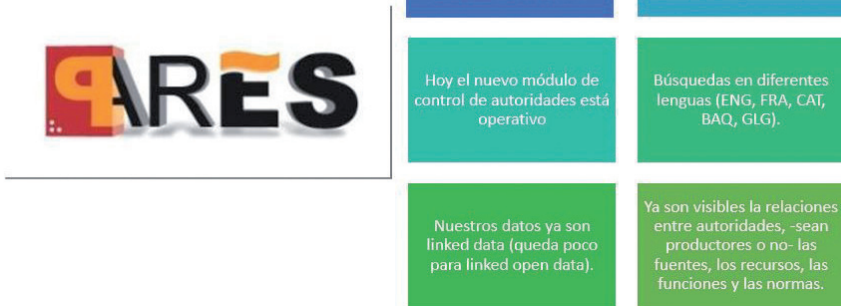 PARES
Hoy el nuevo módulo de
control de autoridades está
operativo
Búsquedas en diferentes
lenguas (ENG, FRA, CAT,
BAQ, GLG).
Nuestros datos ya son
linked data (queda poco
para linked open data).
Ya son visibles la relaciones
entre autoridades, -sean
productores o no- las
fuentes, los recursos, las
funciones y las normas.